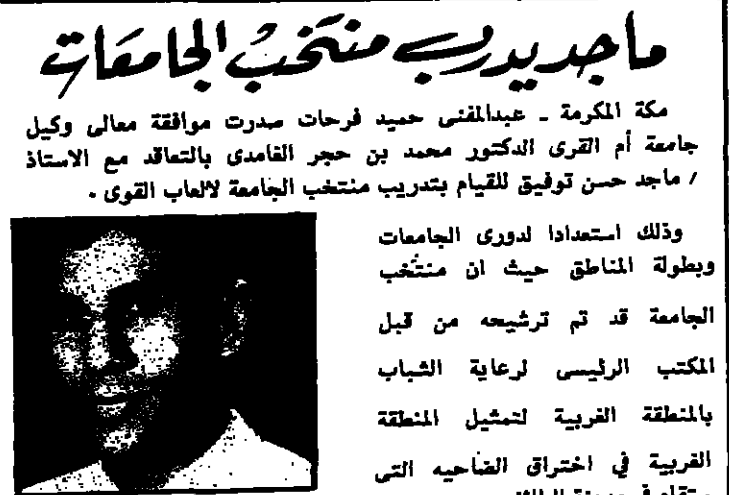 ماجد يدرب منتخب الجامعات
مكة المكرمة ـ عبدالمغنى حميد فرحات صدرت موافقة معالى وكيل
جامعة أم القرى الدكتور محمد بن حجر الغامدى بالتعاقد مع الاستاذ
/ ماجد حسن توفيق للقيام بتدريب منتخب الجامعة لالعاب القوى .
وذلك استعدادا لدورى الجامعات
وبطولة المناطق حيث ان منتخب
الجامعة قد تم ترشيحه من قبل
المكتب الرئيسى لرعاية الشباب
بالمنطقة الغربية لتمثيل المنطقة
الغربية في اختراق الضاحيه التى